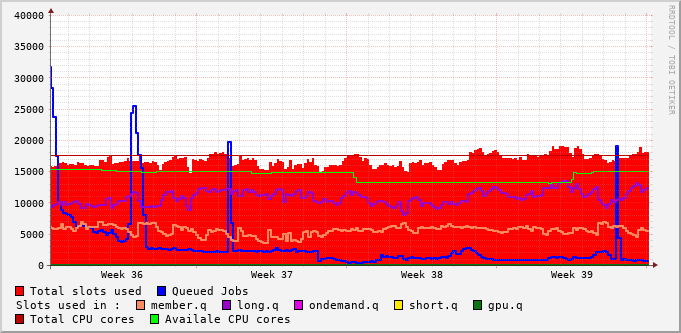 40000
35000
30000
25000
20000
15000
10000
5000
0
Week 36 Week 37 Week 38 Week 39
Total slots used Queued Jobs
Slots used in : member.q long.q ondemand.q short.q gpu.q
Total CPU cores Availale CPU cores
RRDTOOL / TOBI OETIKER